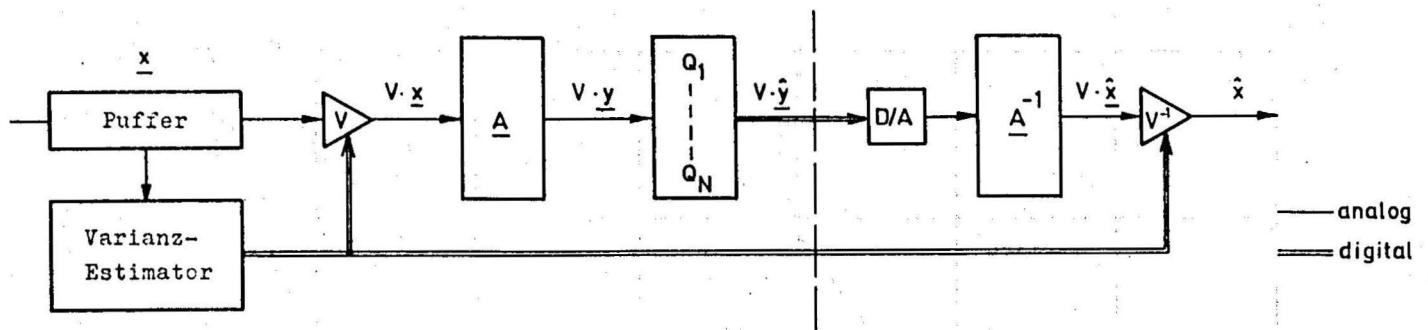 x
Puffer
V
V · x
A
V · y
Q1
QN
V · ŷ
D/A
A⁻¹
V · x̂
V⁻¹
x̂
Varianz-
Estimator
analog
digital